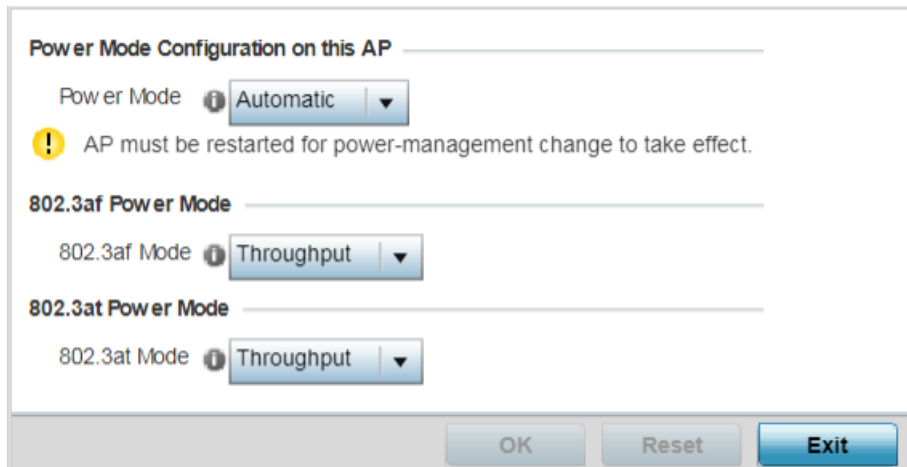 Power Mode Configuration on this AP
Power Mode Automatic
AP must be restarted for power-management change to take effect.
802.3af Power Mode
802.3af Mode Throughput
802.3at Power Mode
802.3at Mode Throughput
OK Reset Exit